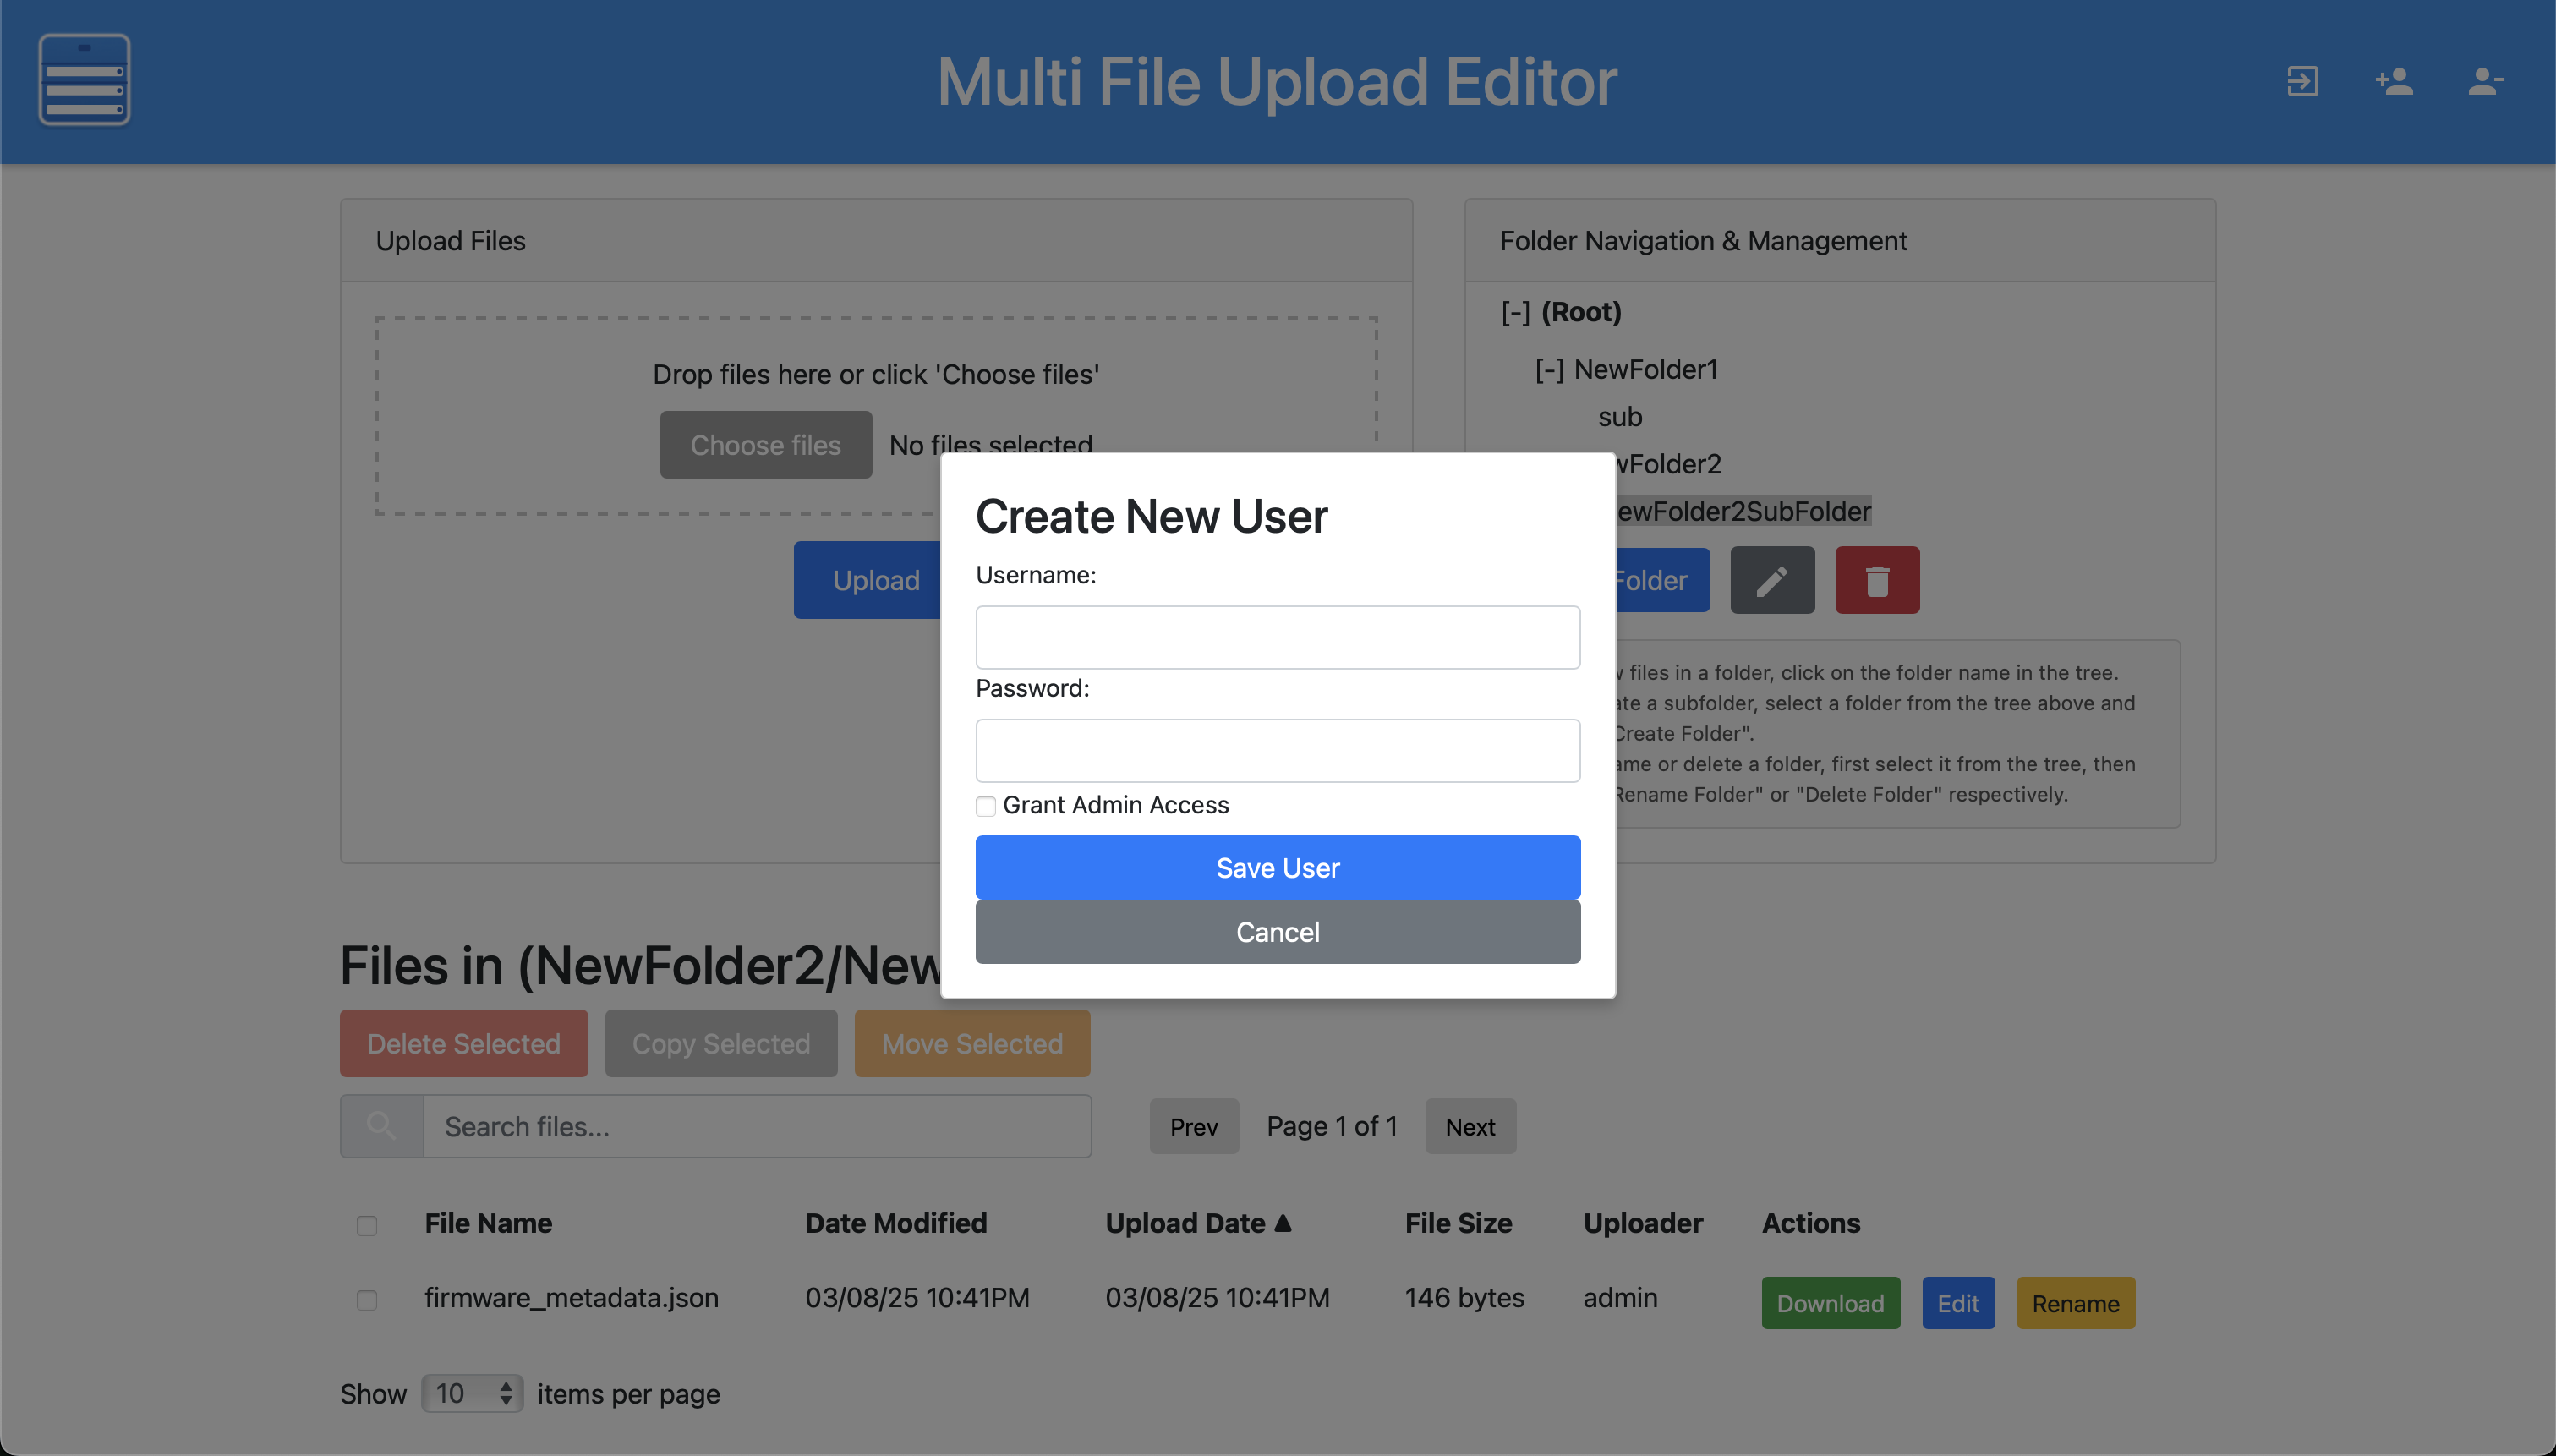 Multi File Upload Editor
Upload Files
Drop files here or click 'Choose files'
Choose files
No files selected
Upload
Folder Navigation & Management
[-] (Root)
[-] NewFolder1
sub
wFolder2
ewFolder2SubFolder
Folder
files in a folder, click on the folder name in the tree.
ate a subfolder, select a folder from the tree above and
Create Folder".
ame or delete a folder, first select it from the tree, then
Rename Folder" or "Delete Folder" respectively.
Create New User
Username:
Password:
Grant Admin Access
Save User
Cancel
Files in (NewFolder2/New
Delete Selected
Copy Selected
Move Selected
Search files...
Prev
Page 1 of 1
Next
File Name Date Modified Upload Date ▲ File Size Uploader Actions
firmware_metadata.json 03/08/25 10:41PM 03/08/25 10:41PM 146 bytes admin Download Edit Rename
Show 10 items per page